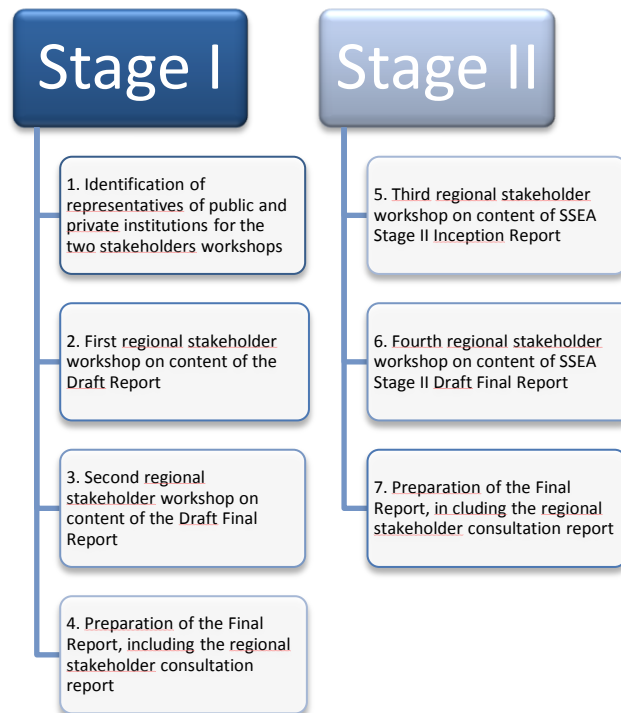 Stage I
1. Identification of
representatives of public and
private institutions for the
two stakeholders workshops
2. First regional stakeholder
workshop on content of the
Draft Report
3. Second regional
stakeholder workshop on
content of the Draft Final
Report
4. Preparation of the Final
Report, including the regional
stakeholder consultation
report
Stage II
5. Third regional stakeholder
workshop on content of SSEA
Stage II Inception Report
6. Fourth regional stakeholder
workshop on content of SSEA
Stage II Draft Final Report
7. Preparation of the Final
Report, in cluding the regional
stakeholder consultation report